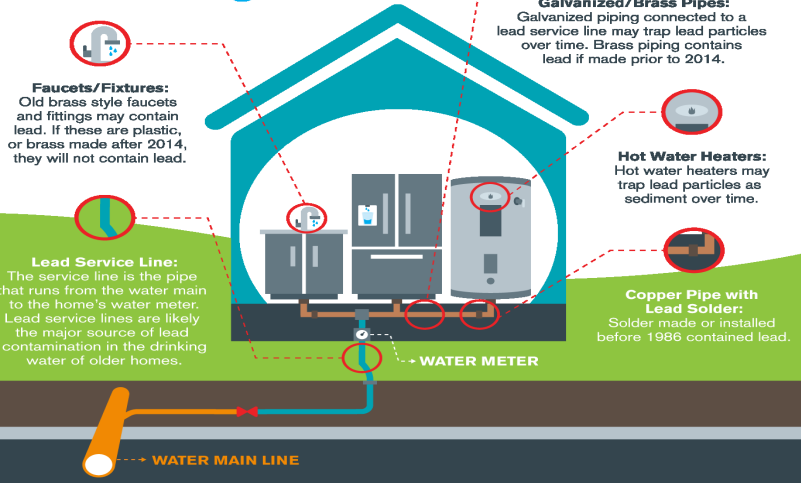 Galvanized/Brass Pipes:
Galvanized piping connected to a
lead service line may trap lead particles
over time. Brass piping contains
lead if made prior to 2014.
Faucets/Fixtures:
Old brass style faucets
and fittings may contain
lead. If these are plastic,
or brass made after 2014,
they will not contain lead.
Hot Water Heaters:
Hot water heaters may
trap lead particles as
sediment over time.
Lead Service Line:
The service line is the pipe
that runs from the water main
to the home's water meter.
Lead service lines are likely
the major source of lead
contamination in the drinking
water of older homes.
Copper Pipe with
Lead Solder:
Solder made or installed
before 1986 contained lead.
WATER METER
WATER MAIN LINE